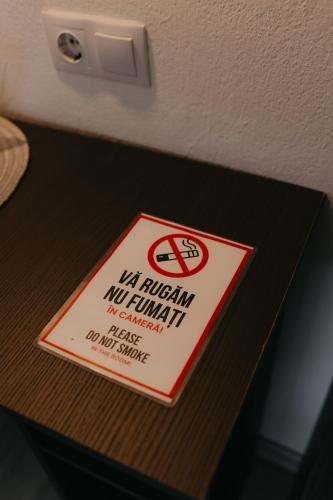 VĂ RUGĂM
NU FUMAȚI
ÎN CAMERĂ!
PLEASE
DO NOT SMOKE
IN THE ROOM!